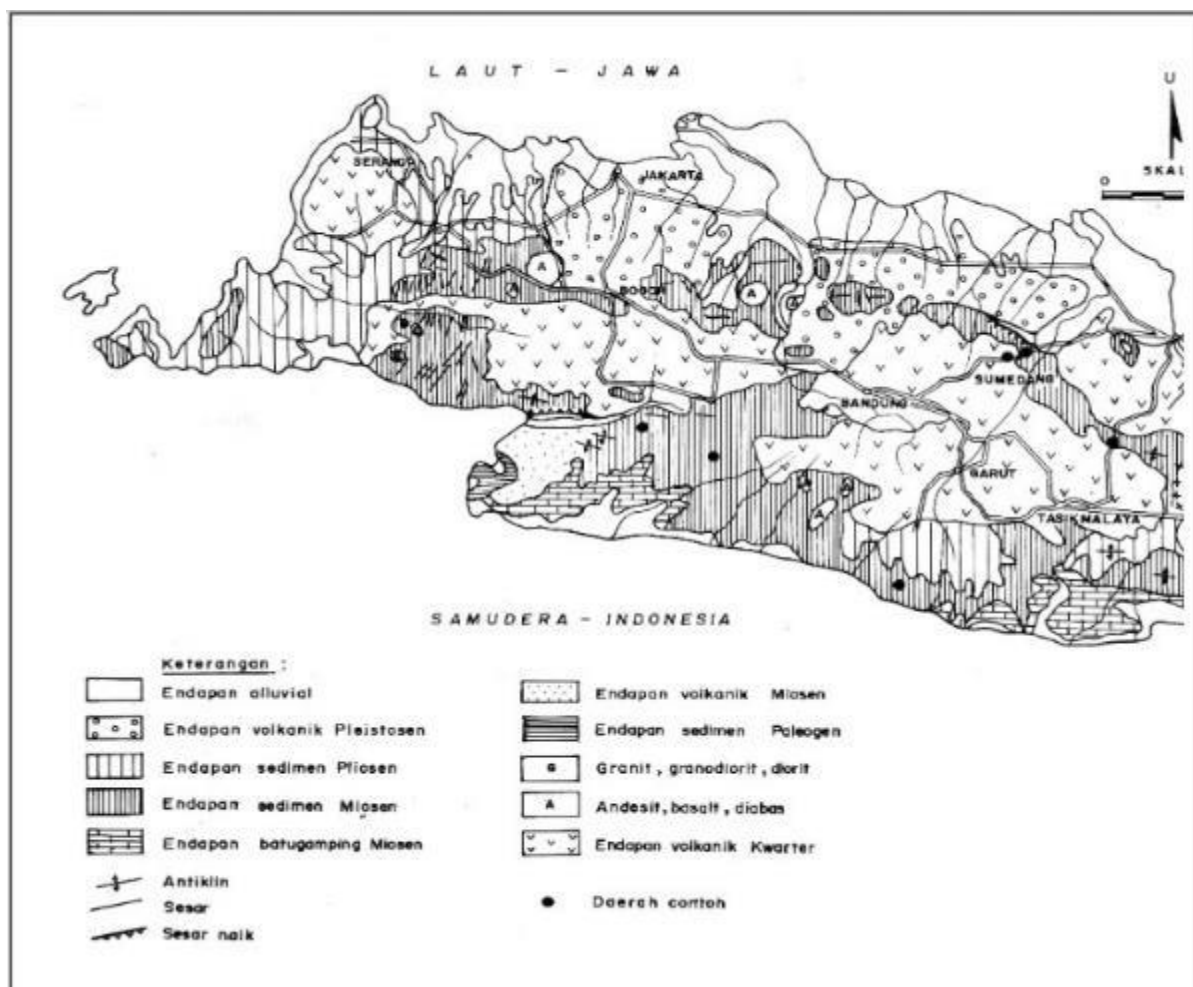 LAUT - JAWA
U
SKAL
O
SERANG
JAKARTA
BOGOR
A
A
A
A
SUMEDANG
BANDUNG
GARUT
A
TASIKMALAYA
SAMUDERA - INDONESIA
Keterangan :
Endapan alluvial
Endapan volkanik Pleistosen
Endapan sedimen Pliosen
Endapan sedimen Miosen
Endapan batugamping Miosen
Antiklin
Sesar
Sesar naik
Endapan volkanik Miosen
Endapan sedimen Paleogen
G Granit, granodiorit, diorit
A Andesit, basalt, diabas
Endapan volkanik Kwarter
Daerah contoh